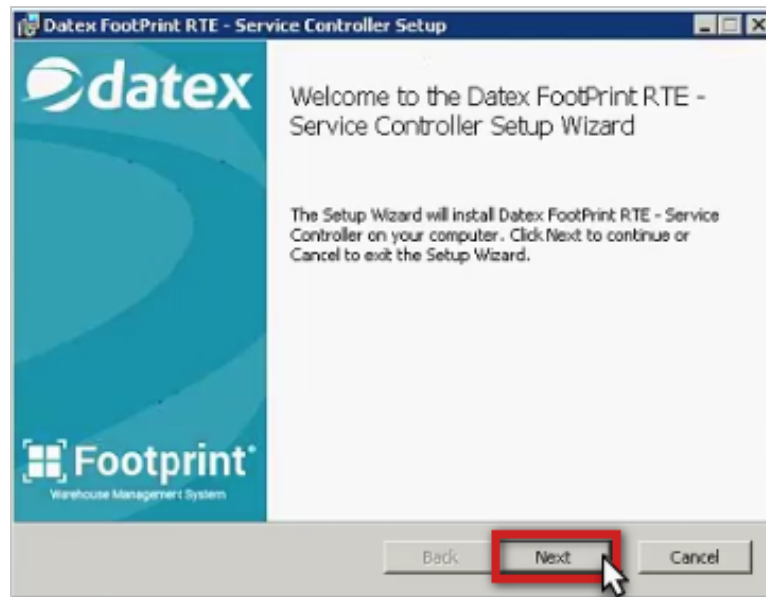 Datex FootPrint RTE - Service Controller Setup
datex
Welcome to the Datex FootPrint RTE -
Service Controller Setup Wizard
The Setup Wizard will install Datex FootPrint RTE - Service
Controller on your computer. Click Next to continue or
Cancel to exit the Setup Wizard.
Footprint
Warehouse Management System
Back
Next
Cancel